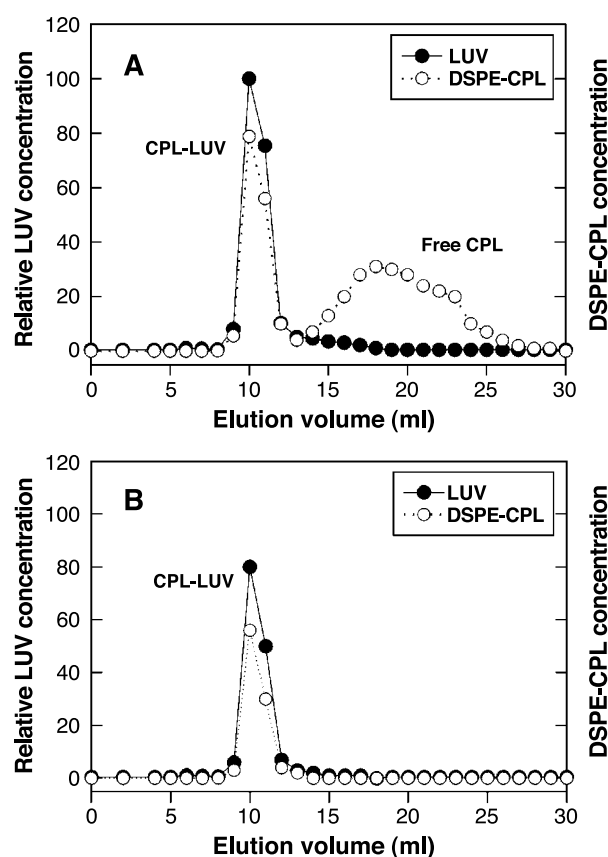 A
LUV
DSPE-CPL
CPL-LUV
Free CPL
Relative LUV concentration
DSPE-CPL concentration
120
100
80
60
40
20
0
0 5 10 15 20 25 30
Elution volume (ml)
B
LUV
DSPE-CPL
CPL-LUV
Relative LUV concentration
DSPE-CPL concentration
120
100
80
60
40
20
0
0 5 10 15 20 25 30
Elution volume (ml)